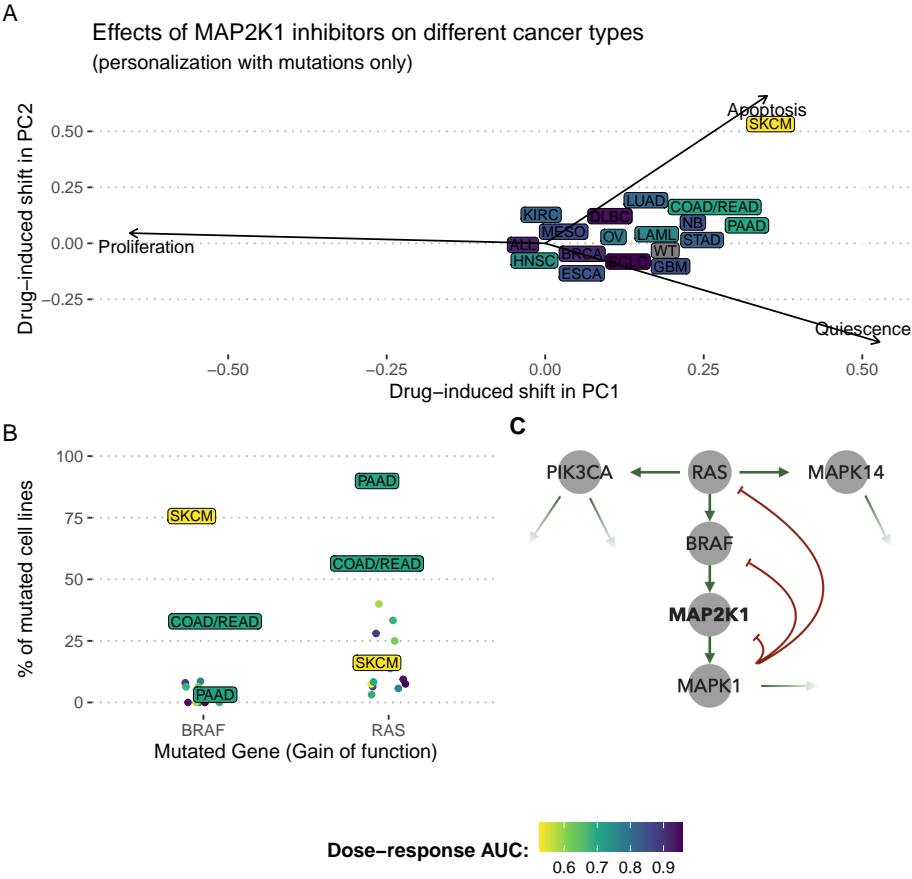 A
Effects of MAP2K1 inhibitors on different cancer types
(personalization with mutations only)
Drug−induced shift in PC2
0.50
0.25
0.00
−0.25
Apoptosis
SKCM
LUAD
COAD/READ
KIRC
DLBC
NB
PAAD
MESO
OV
LAML
STAD
ALL
WT
BRCA
HNSC
SCLC
GBM
ESCA
Proliferation
Quiescence
−0.50
−0.25
0.00
0.25
0.50
Drug−induced shift in PC1
B
% of mutated cell lines
100
75
50
25
0
PAAD
SKCM
COAD/READ
COAD/READ
SKCM
PAAD
BRAF
RAS
Mutated Gene (Gain of function)
C
PIK3CA
RAS
MAPK14
BRAF
MAP2K1
MAPK1
Dose−response AUC:
0.6 0.7 0.8 0.9